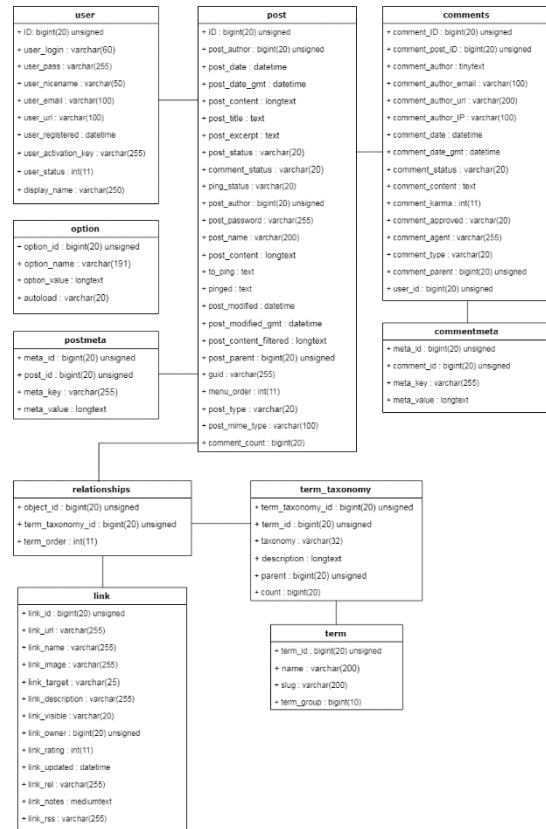 user
+ ID: bigint(20) unsigned
+ user_login : varchar(60)
+ user_pass : varchar(255)
+ user_nicename : varchar(50)
+ user_email : varchar(100)
+ user_url : varchar(100)
+ user_registered : datetime
+ user_activation_key : varchar(255)
+ user_status : int(11)
+ display_name : varchar(250)
option
+ option_id : bigint(20) unsigned
+ option_name : varchar(191)
+ option_value : longtext
+ autoload : varchar(20)
postmeta
+ meta_id : bigint(20) unsigned
+ post_id : bigint(20) unsigned
+ meta_key : varchar(255)
+ meta_value : longtext
post
+ ID : bigint(20) unsigned
+ post_author : bigint(20) unsigned
+ post_date : datetime
+ post_date_gmt : datetime
+ post_content : longtext
+ post_title : text
+ post_excerpt : text
+ post_status : varchar(20)
+ comment_status : varchar(20)
+ ping_status : varchar(20)
+ post_author : bigint(20) unsigned
+ post_password : varchar(255)
+ post_name : varchar(200)
+ post_content : longtext
+ to_ping : text
+ pinged : text
+ post_modified : datetime
+ post_modified_gmt : datetime
+ post_content_filtered : longtext
+ post_parent : bigint(20) unsigned
+ guid : varchar(255)
+ menu_order : int(11)
+ post_type : varchar(20)
+ post_mime_type : varchar(100)
+ comment_count : bigint(20)
comments
+ comment_ID : bigint(20) unsigned
+ comment_post_ID : bigint(20) unsigned
+ comment_author : tinytext
+ comment_author_email : varchar(100)
+ comment_author_url : varchar(200)
+ comment_author_IP : varchar(100)
+ comment_date : datetime
+ comment_date_gmt : datetime
+ comment_status : varchar(20)
+ comment_content : text
+ comment_karma : int(11)
+ comment_approved : varchar(20)
+ comment_agent : varchar(255)
+ comment_type : varchar(20)
+ comment_parent : bigint(20) unsigned
+ user_id : bigint(20) unsigned
commentmeta
+ meta_id : bigint(20) unsigned
+ comment_id : bigint(20) unsigned
+ meta_key : varchar(255)
+ meta_value : longtext
relationships
+ object_id : bigint(20) unsigned
+ term_taxonomy_id : bigint(20) unsigned
+ term_order : int(11)
term_taxonomy
+ term_taxonomy_id : bigint(20) unsigned
+ term_id : bigint(20) unsigned
+ taxonomy : varchar(32)
+ description : longtext
+ parent : bigint(20) unsigned
+ count : bigint(20)
link
+ link_id : bigint(20) unsigned
+ link_url : varchar(255)
+ link_name : varchar(255)
+ link_image : varchar(255)
+ link_target : varchar(25)
+ link_description : varchar(255)
+ link_visible : varchar(20)
+ link_owner : bigint(20) unsigned
+ link_rating : int(11)
+ link_updated : datetime
+ link_rel : varchar(255)
+ link_notes : mediumtext
+ link_rss : varchar(255)
term
+ term_id : bigint(20) unsigned
+ name : varchar(200)
+ slug : varchar(200)
+ term_group : bigint(10)